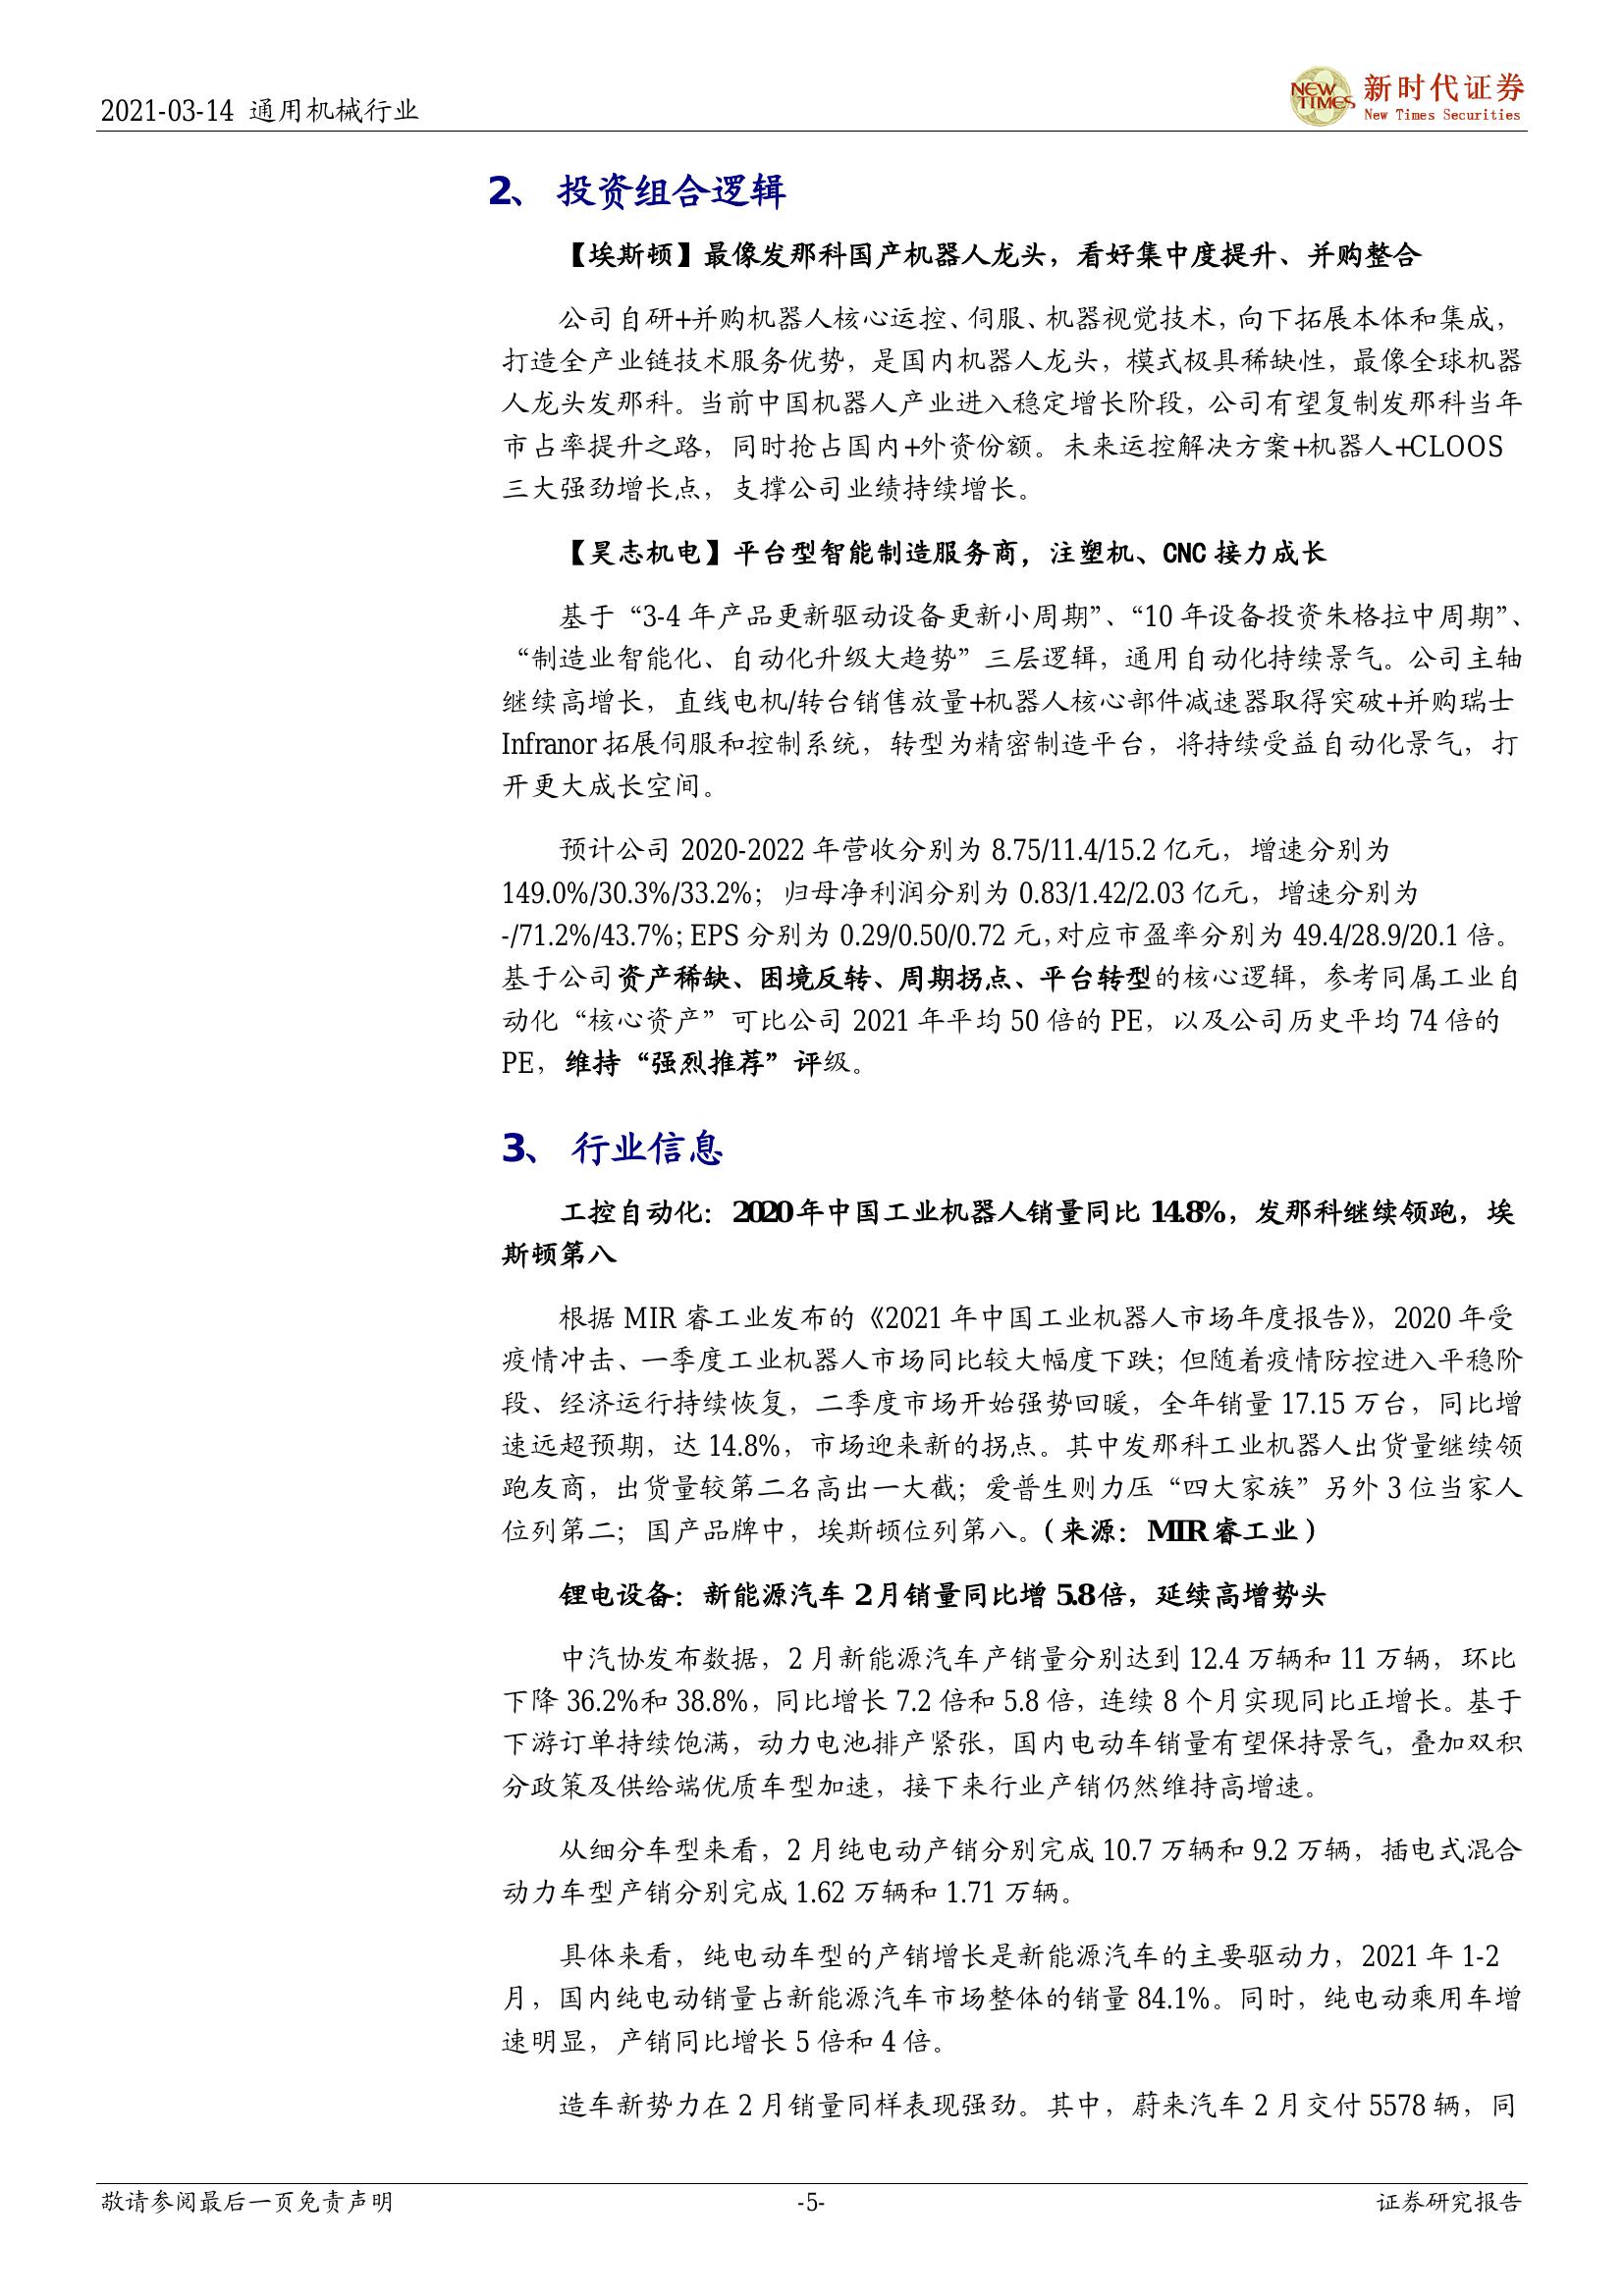 2021-03-14 通用机械行业
NEW TIMES 新时代证券
New Times Securities
2、 投资组合逻辑
【埃斯顿】最像发那科国产机器人龙头，看好集中度提升、并购整合
公司自研+并购机器人核心运控、伺服、机器视觉技术，向下拓展本体和集成，
打造全产业链技术服务优势，是国内机器人龙头，模式极具稀缺性，最像全球机器
人龙头发那科。当前中国机器人产业进入稳定增长阶段，公司有望复制发那科当年
市占率提升之路，同时抢占国内+外资份额。未来运控解决方案+机器人+CLOOS
三大强劲增长点，支撑公司业绩持续增长。
【昊志机电】平台型智能制造服务商，注塑机、CNC 接力成长
基于“3-4 年产品更新驱动设备更新小周期”、“10 年设备投资朱格拉中周期”、
“制造业智能化、自动化升级大趋势”三层逻辑，通用自动化持续景气。公司主轴
继续高增长，直线电机/转台销售放量+机器人核心部件减速器取得突破+并购瑞士
Infranor 拓展伺服和控制系统，转型为精密制造平台，将持续受益自动化景气，打
开更大成长空间。
预计公司 2020-2022 年营收分别为 8.75/11.4/15.2 亿元，增速分别为
149.0%/30.3%/33.2%；归母净利润分别为 0.83/1.42/2.03 亿元，增速分别为
-/71.2%/43.7%；EPS 分别为 0.29/0.50/0.72 元，对应市盈率分别为 49.4/28.9/20.1 倍。
基于公司资产稀缺、困境反转、周期拐点、平台转型的核心逻辑，参考同属工业自
动化“核心资产”可比公司 2021 年平均 50 倍的 PE，以及公司历史平均 74 倍的
PE，维持“强烈推荐”评级。
3、 行业信息
工控自动化：2020 年中国工业机器人销量同比 14.8%，发那科继续领跑，埃
斯顿第八
根据 MIR 睿工业发布的《2021 年中国工业机器人市场年度报告》，2020 年受
疫情冲击、一季度工业机器人市场同比较大幅度下跌；但随着疫情防控进入平稳阶
段、经济运行持续恢复，二季度市场开始强势回暖，全年销量 17.15 万台，同比增
速远超预期，达 14.8%，市场迎来新的拐点。其中发那科工业机器人出货量继续领
跑友商，出货量较第二名高出一大截；爱普生则力压“四大家族”另外 3 位当家人
位列第二；国产品牌中，埃斯顿位列第八。（来源：MIR 睿工业）
锂电设备：新能源汽车 2 月销量同比增 5.8 倍，延续高增势头
中汽协发布数据，2 月新能源汽车产销量分别达到 12.4 万辆和 11 万辆，环比
下降 36.2%和 38.8%，同比增长 7.2 倍和 5.8 倍，连续 8 个月实现同比正增长。基于
下游订单持续饱满，动力电池排产紧张，国内电动车销量有望保持景气，叠加双积
分政策及供给端优质车型加速，接下来行业产销仍然维持高增速。
从细分车型来看，2 月纯电动产销分别完成 10.7 万辆和 9.2 万辆，插电式混合
动力车型产销分别完成 1.62 万辆和 1.71 万辆。
具体来看，纯电动车型的产销增长是新能源汽车的主要驱动力，2021 年 1-2
月，国内纯电动销量占新能源汽车市场整体的销量 84.1%。同时，纯电动乘用车增
速明显，产销同比增长 5 倍和 4 倍。
造车新势力在 2 月销量同样表现强劲。其中，蔚来汽车 2 月交付 5578 辆，同
敬请参阅最后一页免责声明 -5- 证券研究报告